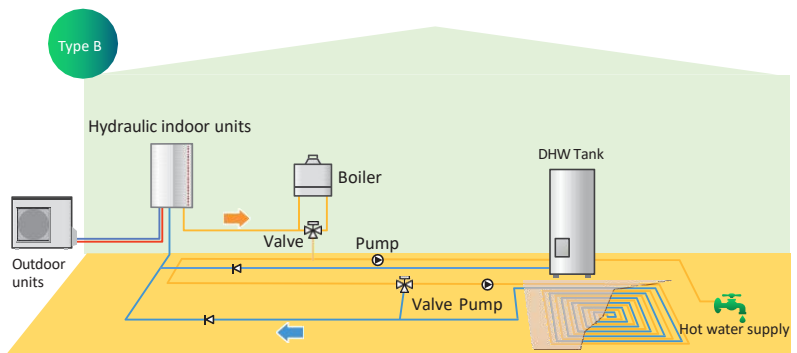 Type B
Hydraulic indoor units
DHW Tank
Boiler
Valve
Pump
Outdoor
units
Valve Pump
Hot water supply